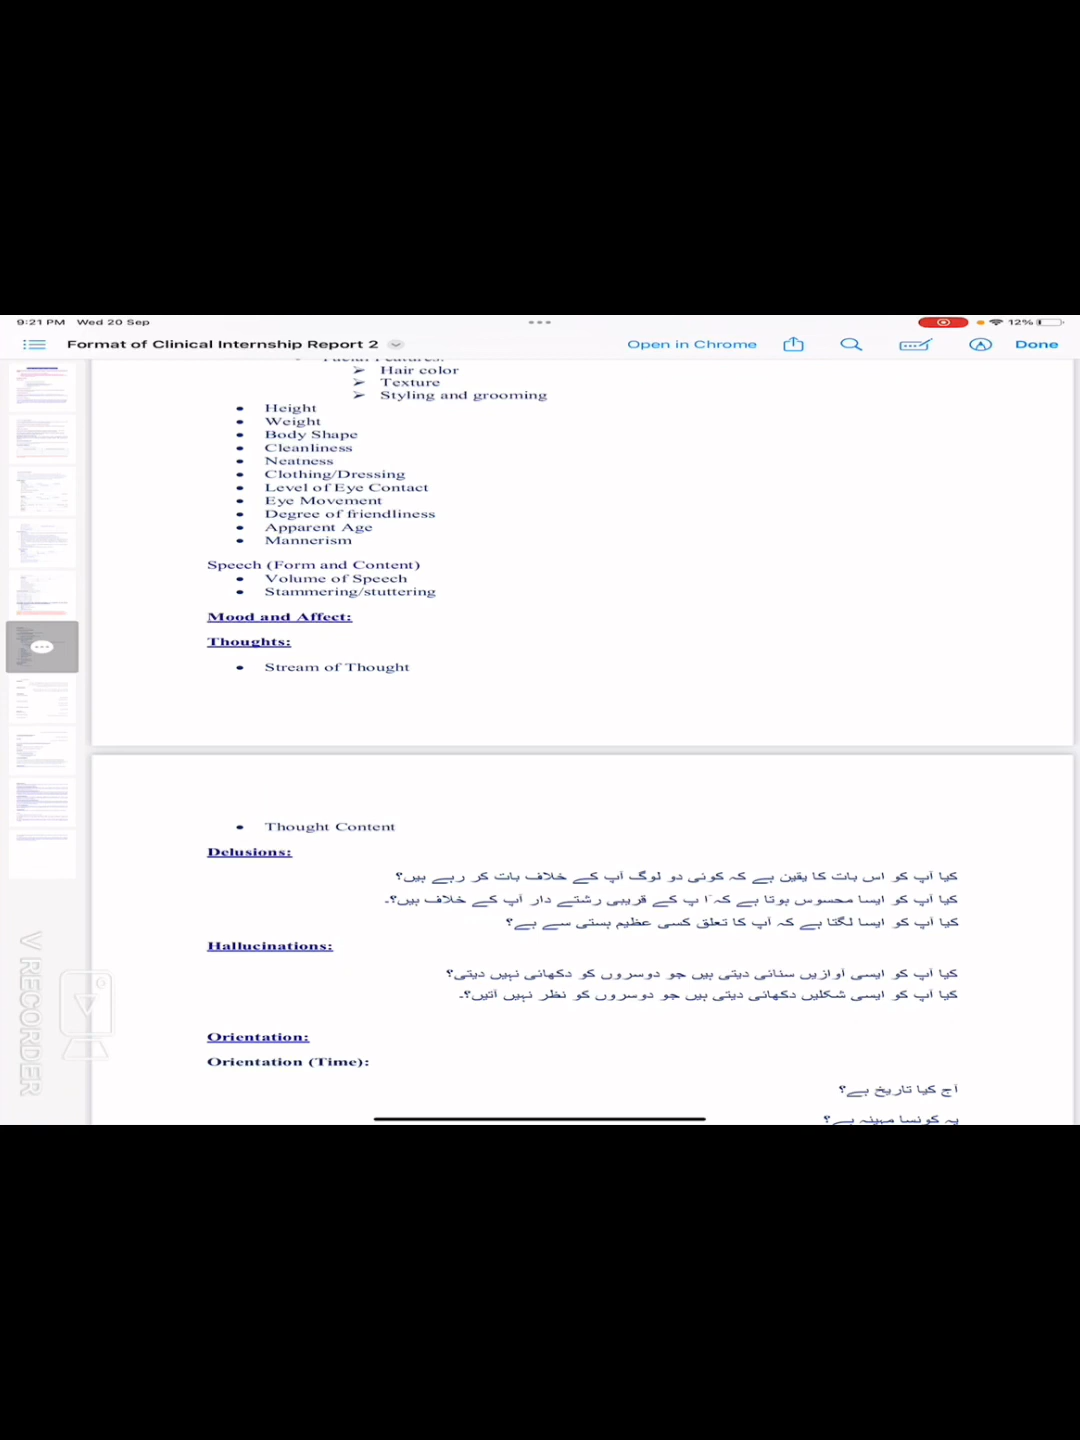 9:21 PM Wed 20 Sep
12%
Format of Clinical Internship Report 2
Open in Chrome
Done
Facial Features:
Hair color
Texture
Styling and grooming
Height
Weight
Body Shape
Cleanliness
Neatness
Clothing/Dressing
Level of Eye Contact
Eye Movement
Degree of friendliness
Apparent Age
Mannerism
Speech (Form and Content)
Volume of Speech
Stammering/stuttering
Mood and Affect:
Thoughts:
Stream of Thought
Thought Content
Delusions:
کیا آپ کو اس بات کا یقین ہے کہ کوئی دو لوگ آپ کے خلاف بات کر رہے ہیں؟
کیا آپ کو ایسا محسوس ہوتا ہے کہ ا َپ کے قریبی رشتے دار آپ کے خلاف ہیں؟۔
کیا آپ کو ایسا لگتا ہے کہ آپ کا تعلق کسی عظیم ہستی سے ہے؟
Hallucinations:
کیا آپ کو ایسی آوازیں سنائی دیتی ہیں جو دوسروں کو دکھائی نہیں دیتی؟
کیا آپ کو ایسی شکلیں دکھائی دیتی ہیں جو دوسروں کو نظر نہیں آتیں؟۔
Orientation:
Orientation (Time):
آج کیا تاریخ ہے؟
یہ کونسا مہینہ ہے؟
V RECORDER